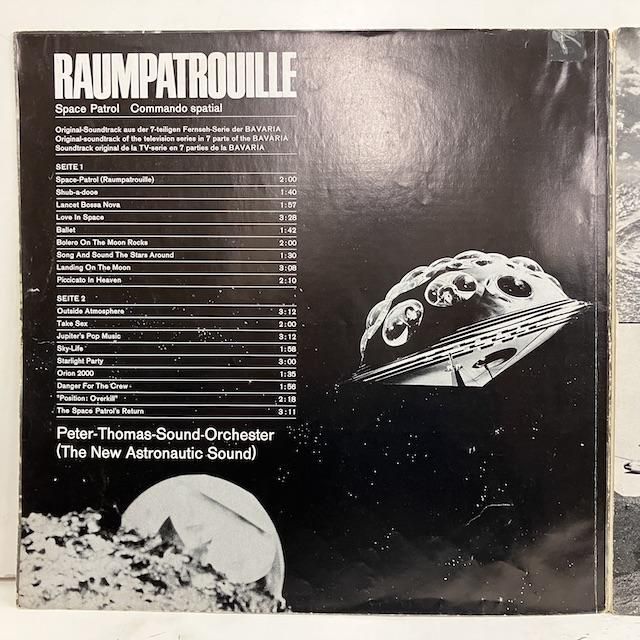 RAUMPATROUILLE
Space Patrol Commando spatial
Original-Soundtrack aus der 7-teiligen Fernseh-Serie der BAVARIA
Original-soundtrack of the television series in 7 parts of the BAVARIA
Soundtrack original de la TV-serie en 7 parties de la BAVARIA
SEITE 1
Space-Patrol (Raumpatrouille) 2:00
Shub-a-dooe 1:40
Lancet Bossa Nova 1:57
Love In Space 3:28
Ballet 1:42
Bolero On The Moon Rocks 2:00
Song And Sound The Stars Around 1:30
Landing On The Moon 3:08
Piccicato In Heaven 2:10
SEITE 2
Outside Atmosphere 3:12
Take Sex 2:00
Jupiter's Pop Music 3:12
Sky-Life 1:58
Starlight Party 3:00
Orion 2000 1:35
Danger For The Crew 1:56
"Position: Overkill" 2:18
The Space Patrol's Return 3:11
Peter-Thomas-Sound-Orchester
(The New Astronautic Sound)